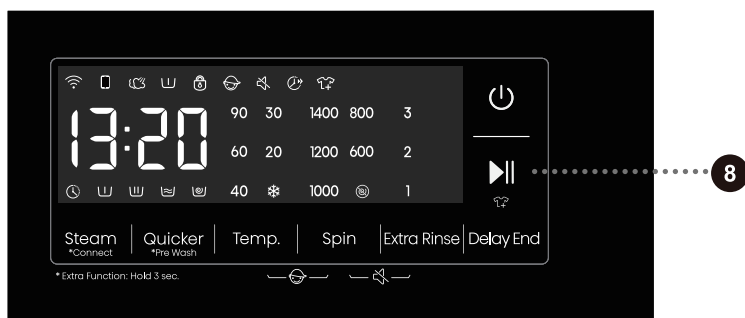 13:20
90 30 1400 800 3
60 20 1200 600 2
40 1000 1
8
Steam Quicker Temp. Spin Extra Rinse Delay End
*Connect *Pre Wash
* Extra Function: Hold 3 sec.